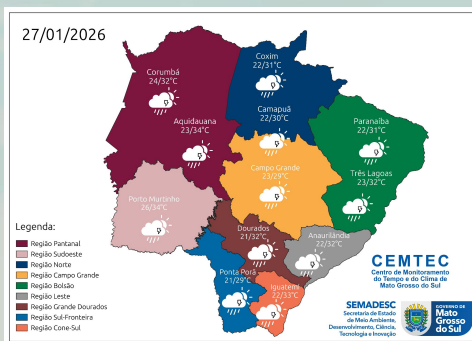 27/01/2026
Corumbá
24/32°C
Coxim
22/31°C
Aquidauana
23/34°C
Camapuã
22/30°C
Paranaíba
22/31°C
Campo Grande
23/29°C
Três Lagoas
23/32°C
Porto Murtinho
26/34°C
Dourados
21/32°C
Anaurilândia
22/32°C
Ponta Porã
21/29°C
Iguatemi
22/33°C
Legenda:
Região Pantanal
Região Sudoeste
Região Norte
Região Campo Grande
Região Bolsão
Região Leste
Região Grande Dourados
Região Sul-Fronteira
Região Cone-Sul
CEMTEC
Centro de Monitoramento
do Tempo e do Clima de
Mato Grosso do Sul
SEMADESC
Secretaria de Estado
de Meio Ambiente,
Desenvolvimento, Ciência,
Tecnologia e Inovação
GOVERNO DE
Mato
Grosso
do Sul